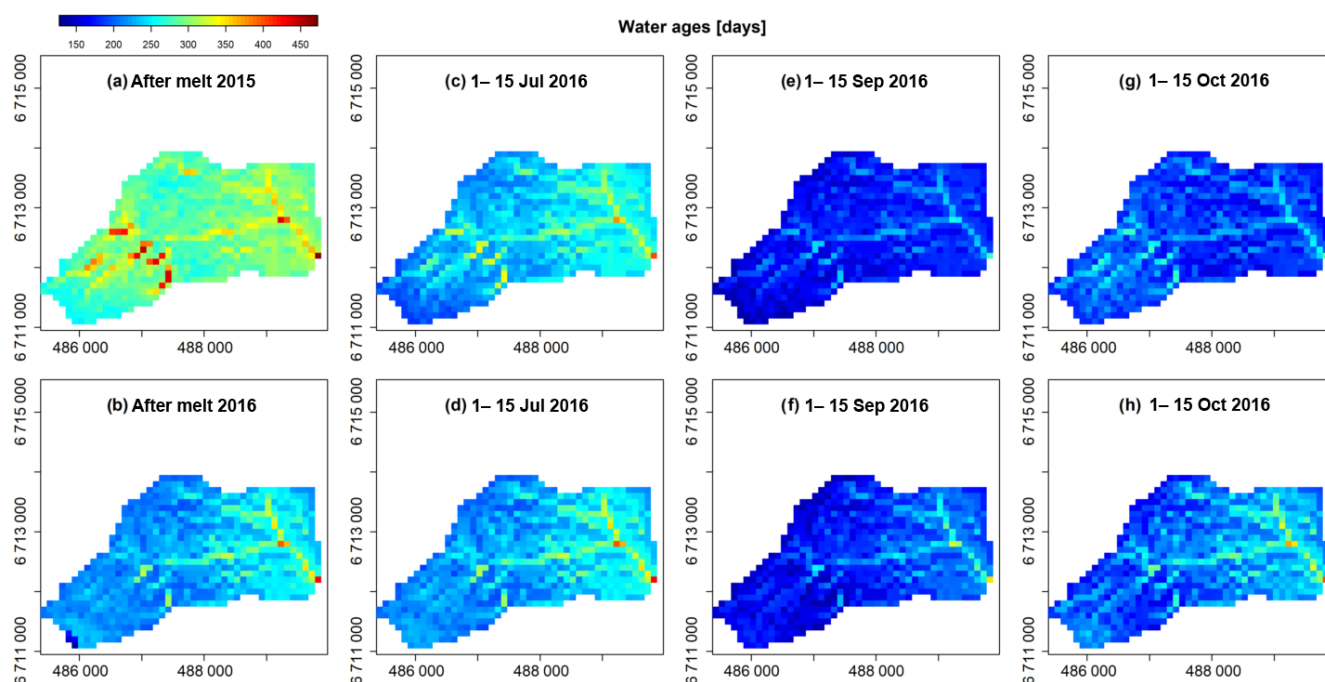 Water ages [days]
150 200 250 300 350 400 450
(a) After melt 2015
(c) 1– 15 Jul 2016
(e) 1– 15 Sep 2016
(g) 1– 15 Oct 2016
6 711 000 6 713 000 6 715 000
6 711 000 6 713 000 6 715 000
6 711 000 6 713 000 6 715 000
6 711 000 6 713 000 6 715 000
486 000 488 000
486 000 488 000
486 000 488 000
486 000 488 000
(b) After melt 2016
(d) 1– 15 Jul 2016
(f) 1– 15 Sep 2016
(h) 1– 15 Oct 2016
6 711 000 6 713 000 6 715 000
6 711 000 6 713 000 6 715 000
6 711 000 6 713 000 6 715 000
6 711 000 6 713 000 6 715 000
486 000 488 000
486 000 488 000
486 000 488 000
486 000 488 000